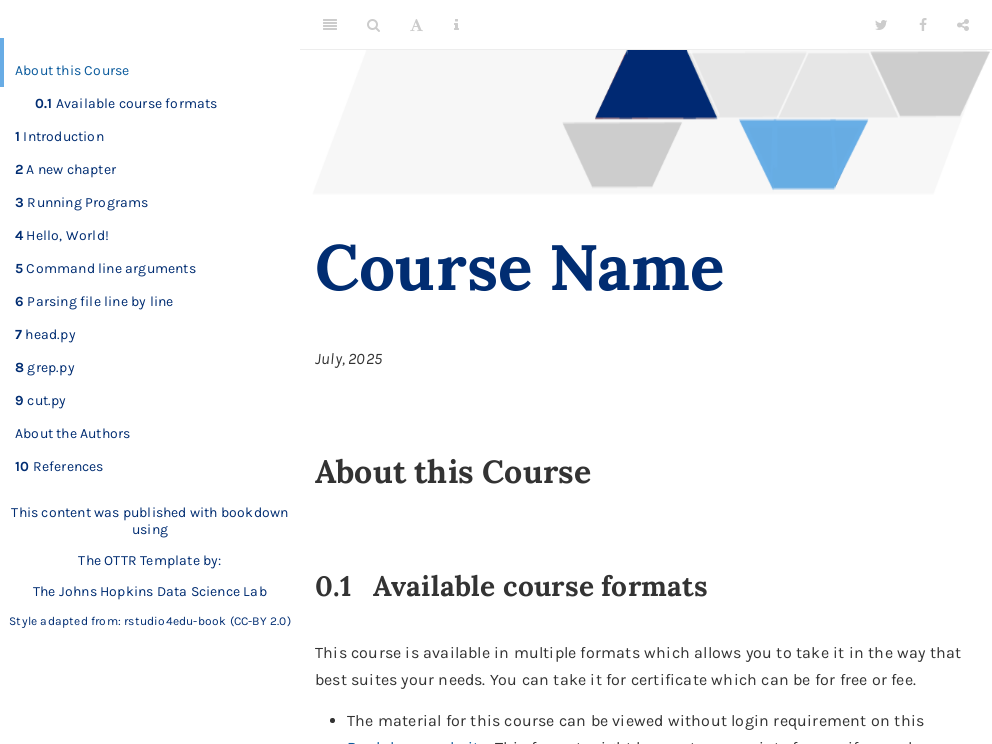 About this Course
0.1 Available course formats
1 Introduction
2 A new chapter
3 Running Programs
4 Hello, World!
5 Command line arguments
6 Parsing file line by line
7 head.py
8 grep.py
9 cut.py
About the Authors
10 References
This content was published with bookdown
using
The OTTR Template by:
The Johns Hopkins Data Science Lab
Style adapted from: rstudio4edu-book (CC-BY 2.0)
Course Name
July, 2025
About this Course
0.1 Available course formats
This course is available in multiple formats which allows you to take it in the way that
best suites your needs. You can take it for certificate which can be for free or fee.
• The material for this course can be viewed without login requirement on this